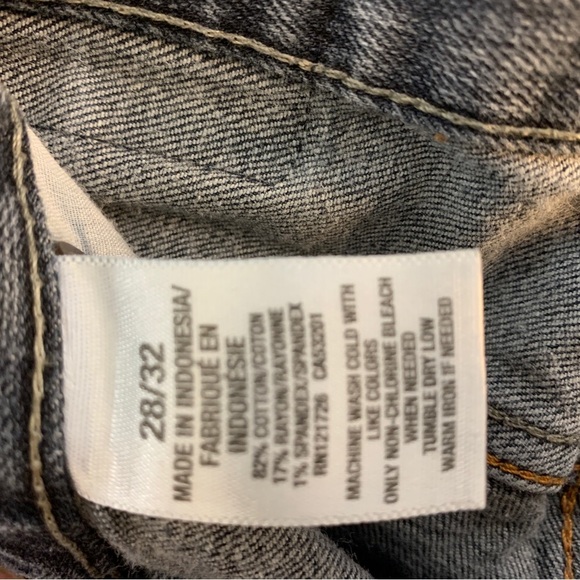 28/32
MADE IN INDONESIA/
FABRIQUÉ EN
INDONÉSIE
82% COTTON/COTON
17% RAYON/RAYONNE
1% SPANDEX/SPANDEX
RN121726 CA53201
MACHINE WASH COLD WITH
LIKE COLORS
ONLY NON-CHLORINE BLEACH
WHEN NEEDED
TUMBLE DRY LOW
WARM IRON IF NEEDED